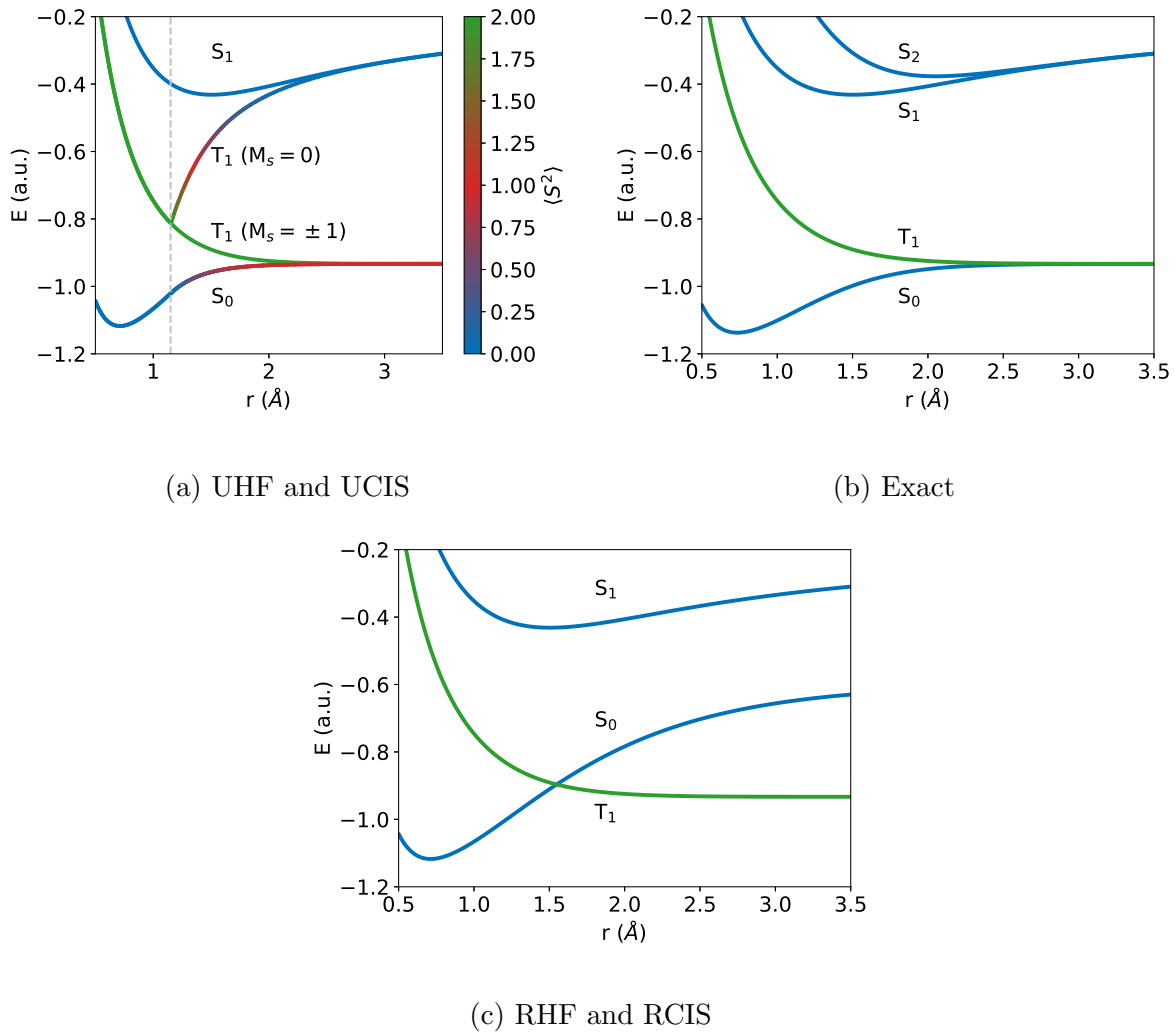 −0.2
−0.4
−0.6
−0.8
−1.0
−1.2
E (a.u.)
1
2
3
r (Å)
S₁
T₁ (Mₛ = 0)
T₁ (Mₛ = ±1)
S₀
2.00
1.75
1.50
1.25
1.00
0.75
0.50
0.25
0.00
⟨S²⟩
(a) UHF and UCIS
−0.2
−0.4
−0.6
−0.8
−1.0
−1.2
E (a.u.)
0.5 1.0 1.5 2.0 2.5 3.0 3.5
r (Å)
S₂
S₁
T₁
S₀
(b) Exact
−0.2
−0.4
−0.6
−0.8
−1.0
−1.2
E (a.u.)
0.5 1.0 1.5 2.0 2.5 3.0 3.5
r (Å)
S₁
S₀
T₁
(c) RHF and RCIS